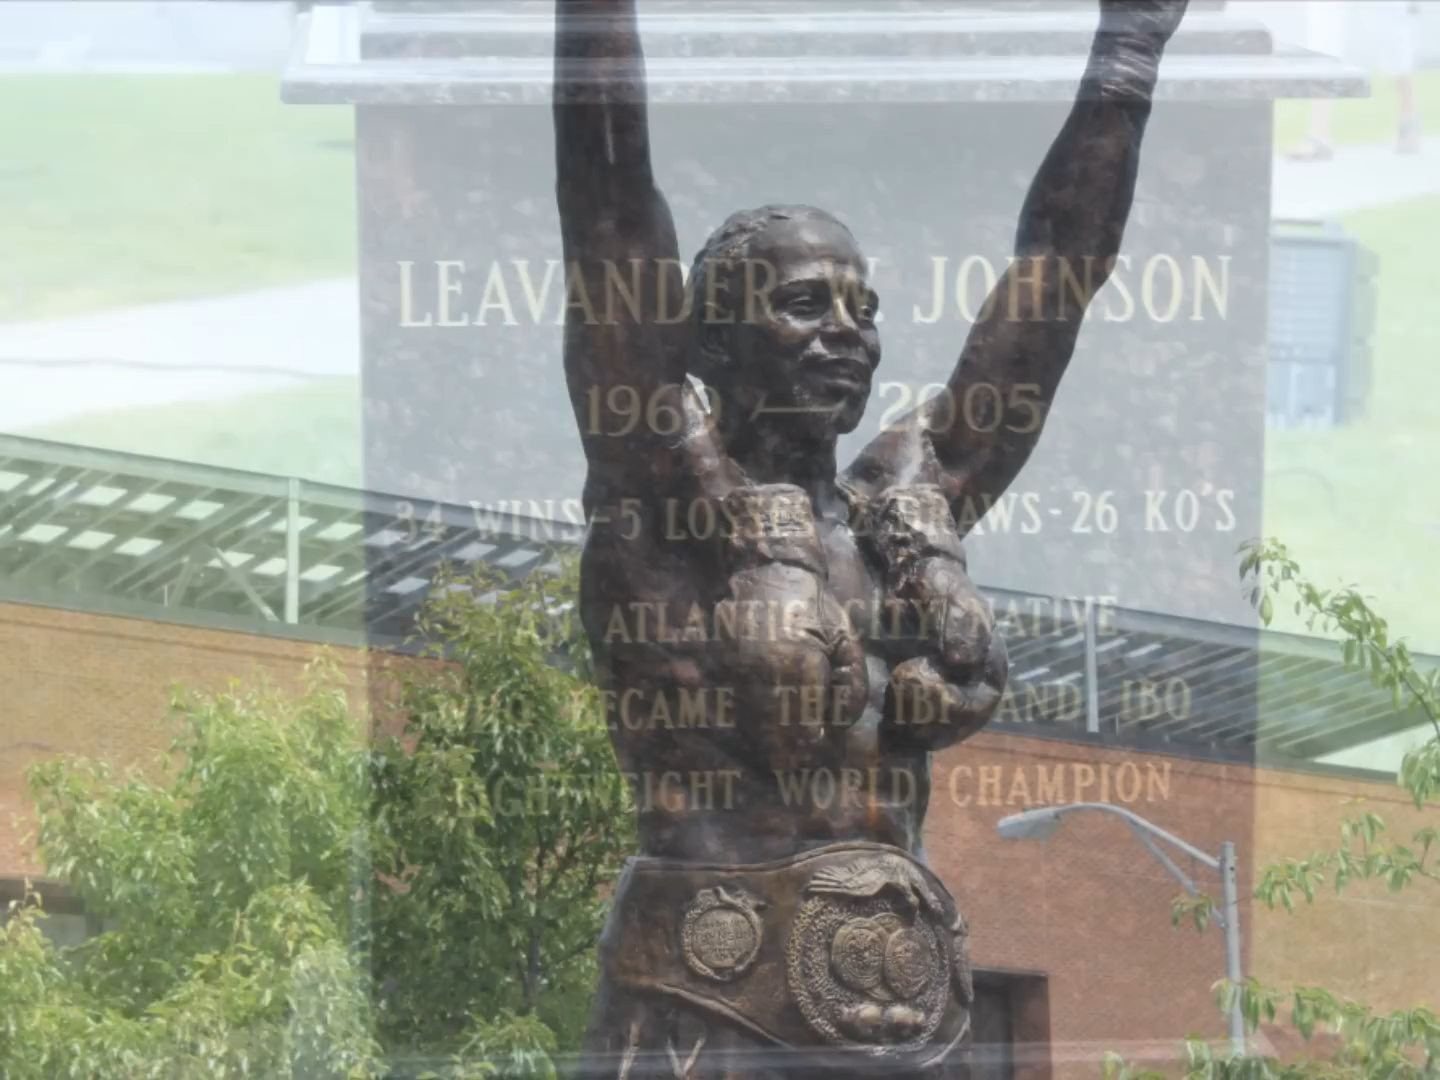 LEAVANDER W. JOHNSON
1969 — 2005
34 WINS-5 LOSSES-2 DRAWS-26 KO'S
AN ATLANTIC CITY NATIVE
WHO BECAME THE IBF AND IBO
LIGHTWEIGHT WORLD CHAMPION